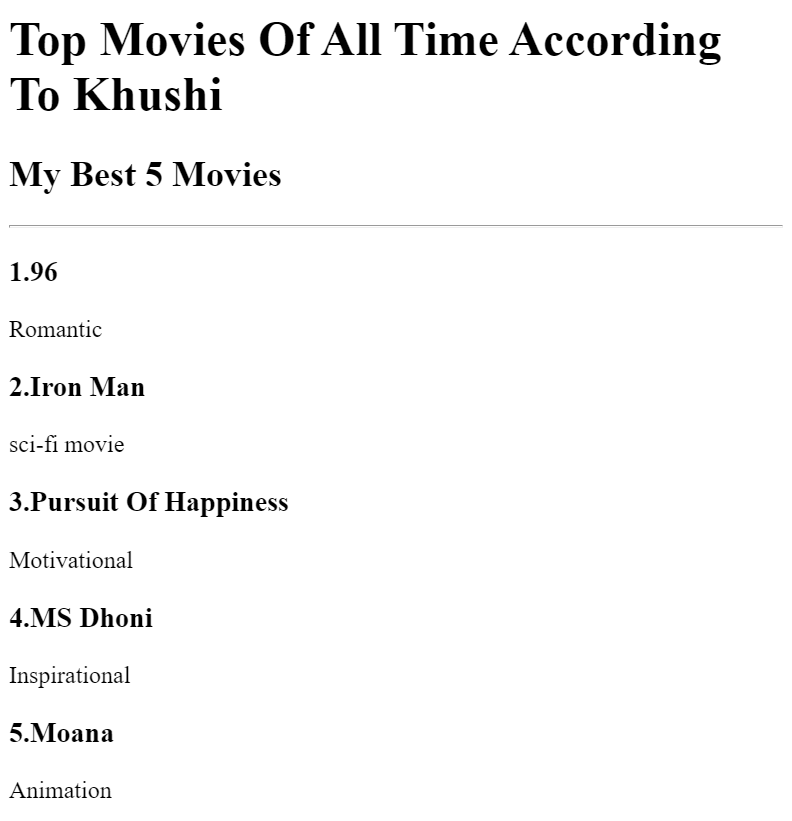 Top Movies Of All Time According
To Khushi
My Best 5 Movies
1.96
Romantic
2.Iron Man
sci-fi movie
3.Pursuit Of Happiness
Motivational
4.MS Dhoni
Inspirational
5.Moana
Animation